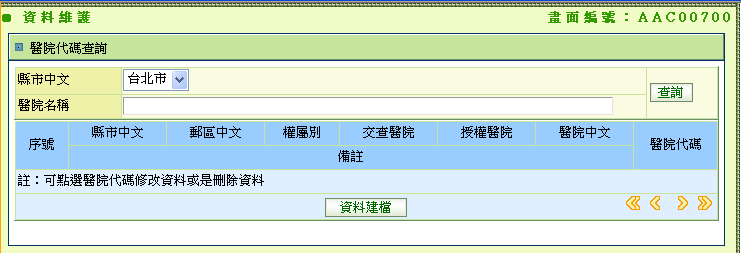 資料維護 畫面編號：AAC00700
醫院代碼查詢
縣市中文 台北市
醫院名稱
查詢
序號 縣市中文 郵區中文 權屬別 交查醫院 授權醫院 醫院中文 醫院代碼
備註
註：可點選醫院代碼修改資料或是刪除資料
資料建檔